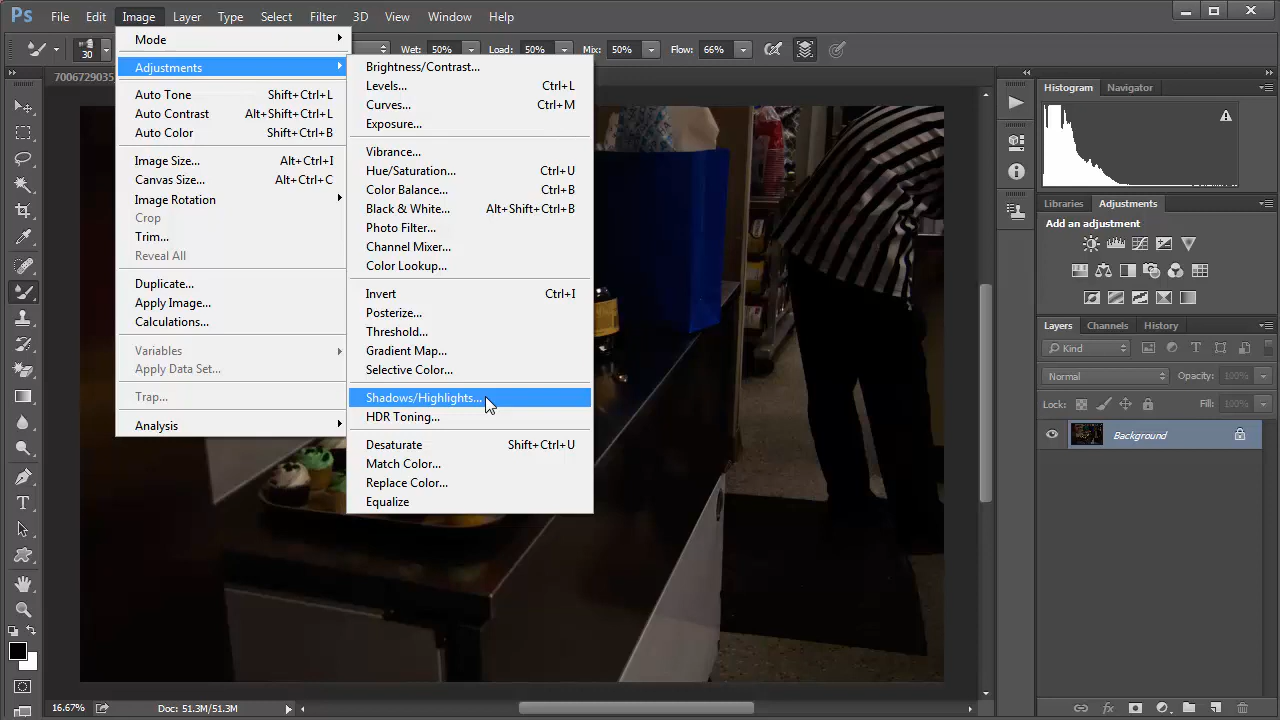 Ps File Edit Image Layer Type Select Filter 3D View Window Help
30 Wet: 50% Load: 50% Mix: 50% Flow: 66%
7006729035
Mode
Adjustments
Auto Tone Shift+Ctrl+L
Auto Contrast Alt+Shift+Ctrl+L
Auto Color Shift+Ctrl+B
Image Size... Alt+Ctrl+I
Canvas Size... Alt+Ctrl+C
Image Rotation
Crop
Trim...
Reveal All
Duplicate...
Apply Image...
Calculations...
Variables
Apply Data Set...
Trap...
Analysis
Brightness/Contrast...
Levels... Ctrl+L
Curves... Ctrl+M
Exposure...
Vibrance...
Hue/Saturation... Ctrl+U
Color Balance... Ctrl+B
Black & White... Alt+Shift+Ctrl+B
Photo Filter...
Channel Mixer...
Color Lookup...
Invert Ctrl+I
Posterize...
Threshold...
Gradient Map...
Selective Color...
Shadows/Highlights...
HDR Toning...
Desaturate Shift+Ctrl+U
Match Color...
Replace Color...
Equalize
Histogram Navigator
Libraries Adjustments
Add an adjustment
Layers Channels History
Kind
Normal Opacity: 100%
Lock: Fill: 100%
Background
16.67% Doc: 51.3M/51.3M